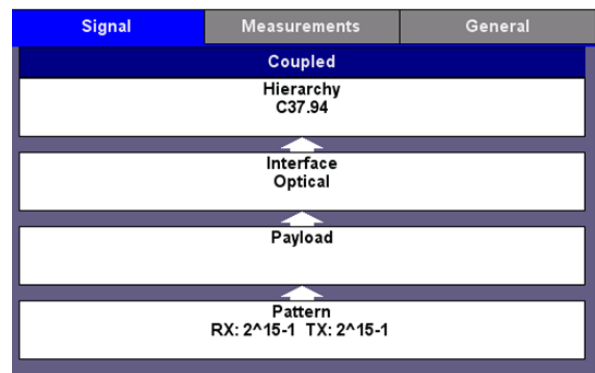 Signal Measurements General
Coupled
Hierarchy
C37.94
Interface
Optical
Payload
Pattern
RX: 2^15-1 TX: 2^15-1